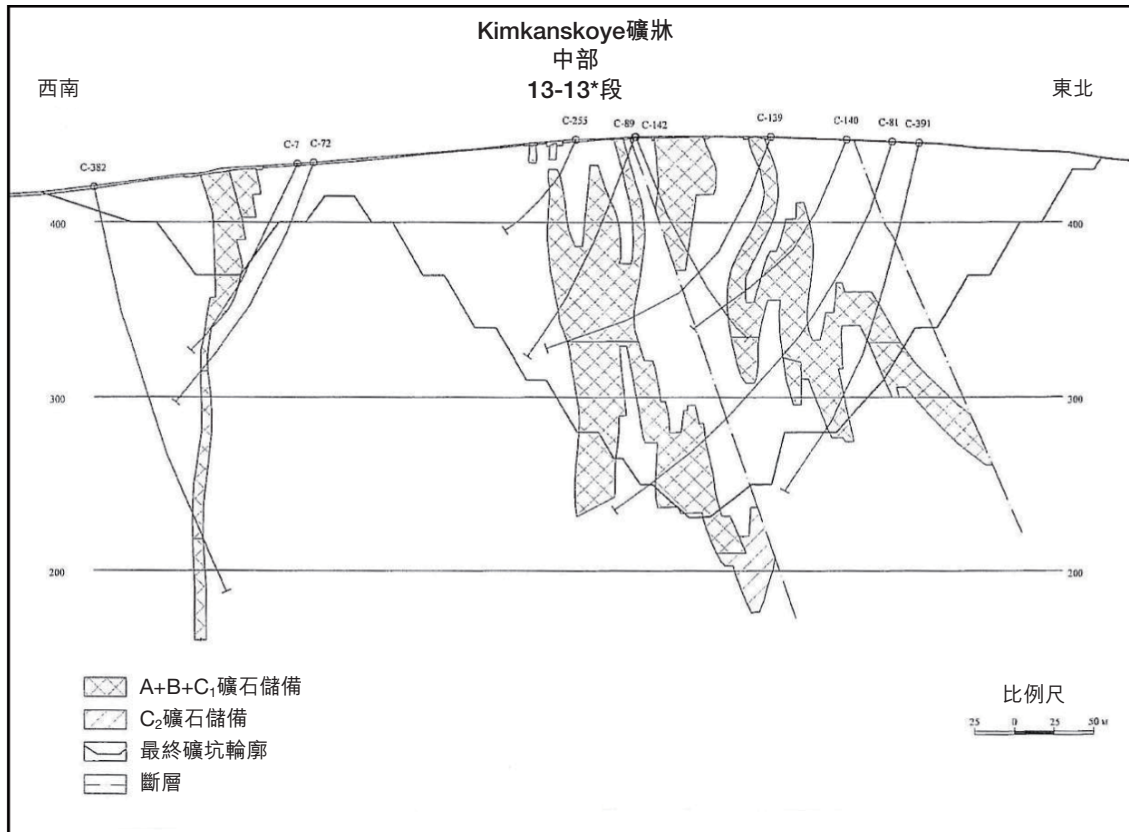 Kimkanskoye礦牀
中部
13-13*段
西南
東北
C-382
C-7
C-72
C-255
C-89
C-142
C-139
C-140
C-81
C-391
400
400
300
300
200
200
A+B+C₁礦石儲備
C₂礦石儲備
最終礦坑輪廓
斷層
比例尺
25 0 25 50 M